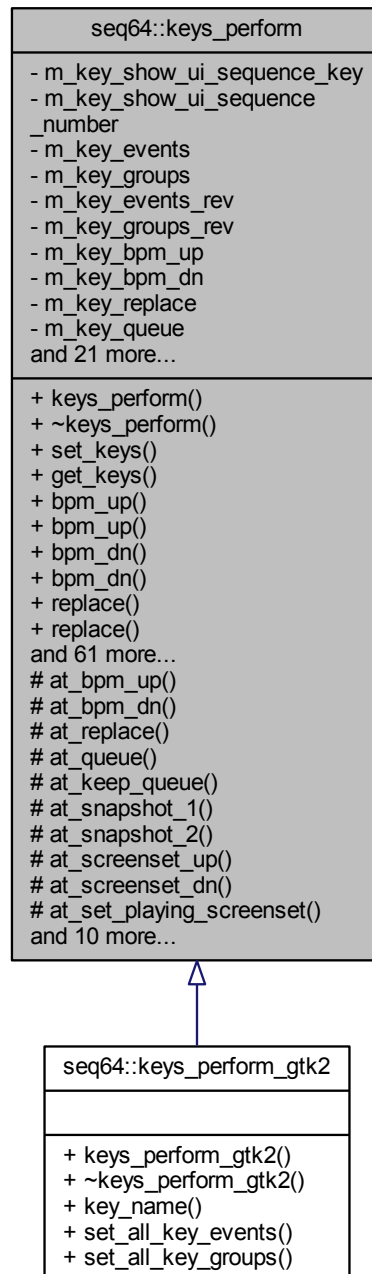 seq64::keys_perform
- m_key_show_ui_sequence_key
- m_key_show_ui_sequence
_number
- m_key_events
- m_key_groups
- m_key_events_rev
- m_key_groups_rev
- m_key_bpm_up
- m_key_bpm_dn
- m_key_replace
- m_key_queue
and 21 more...
+ keys_perform()
+ ~keys_perform()
+ set_keys()
+ get_keys()
+ bpm_up()
+ bpm_up()
+ bpm_dn()
+ bpm_dn()
+ replace()
+ replace()
and 61 more...
# at_bpm_up()
# at_bpm_dn()
# at_replace()
# at_queue()
# at_keep_queue()
# at_snapshot_1()
# at_snapshot_2()
# at_screenset_up()
# at_screenset_dn()
# at_set_playing_screenset()
and 10 more...
seq64::keys_perform_gtk2
+ keys_perform_gtk2()
+ ~keys_perform_gtk2()
+ key_name()
+ set_all_key_events()
+ set_all_key_groups()